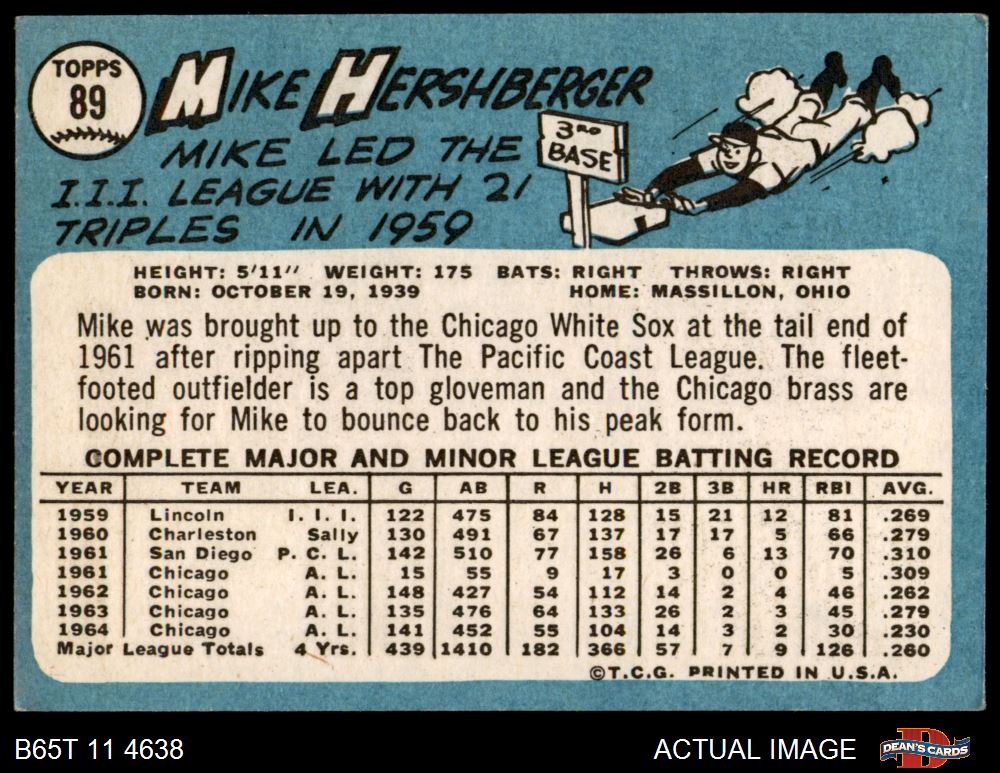 TOPPS
89
MIKE HERSHBERGER
MIKE LED THE
I.I.I. LEAGUE WITH 21
TRIPLES IN 1959
3RD
BASE
HEIGHT: 5'11" WEIGHT: 175 BATS: RIGHT THROWS: RIGHT
BORN: OCTOBER 19, 1939 HOME: MASSILLON, OHIO
Mike was brought up to the Chicago White Sox at the tail end of
1961 after ripping apart The Pacific Coast League. The fleet-
footed outfielder is a top gloveman and the Chicago brass are
looking for Mike to bounce back to his peak form.
COMPLETE MAJOR AND MINOR LEAGUE BATTING RECORD
YEAR TEAM LEA. G AB R H 2B 3B HR RBI AVG.
1959 Lincoln I. I. I. 122 475 84 128 15 21 12 81 .269
1960 Charleston Sally 130 491 67 137 17 17 5 66 .279
1961 San Diego P. C. L. 142 510 77 158 26 6 13 70 .310
1961 Chicago A. L. 15 55 9 17 3 0 0 5 .309
1962 Chicago A. L. 148 427 54 112 14 2 4 46 .262
1963 Chicago A. L. 135 476 64 133 26 2 3 45 .279
1964 Chicago A. L. 141 452 55 104 14 3 2 30 .230
Major League Totals 4 Yrs. 439 1410 182 366 57 7 9 126 .260
©T.C.G. PRINTED IN U.S.A.
B65T 11 4638
ACTUAL IMAGE
DEAN'S CARDS